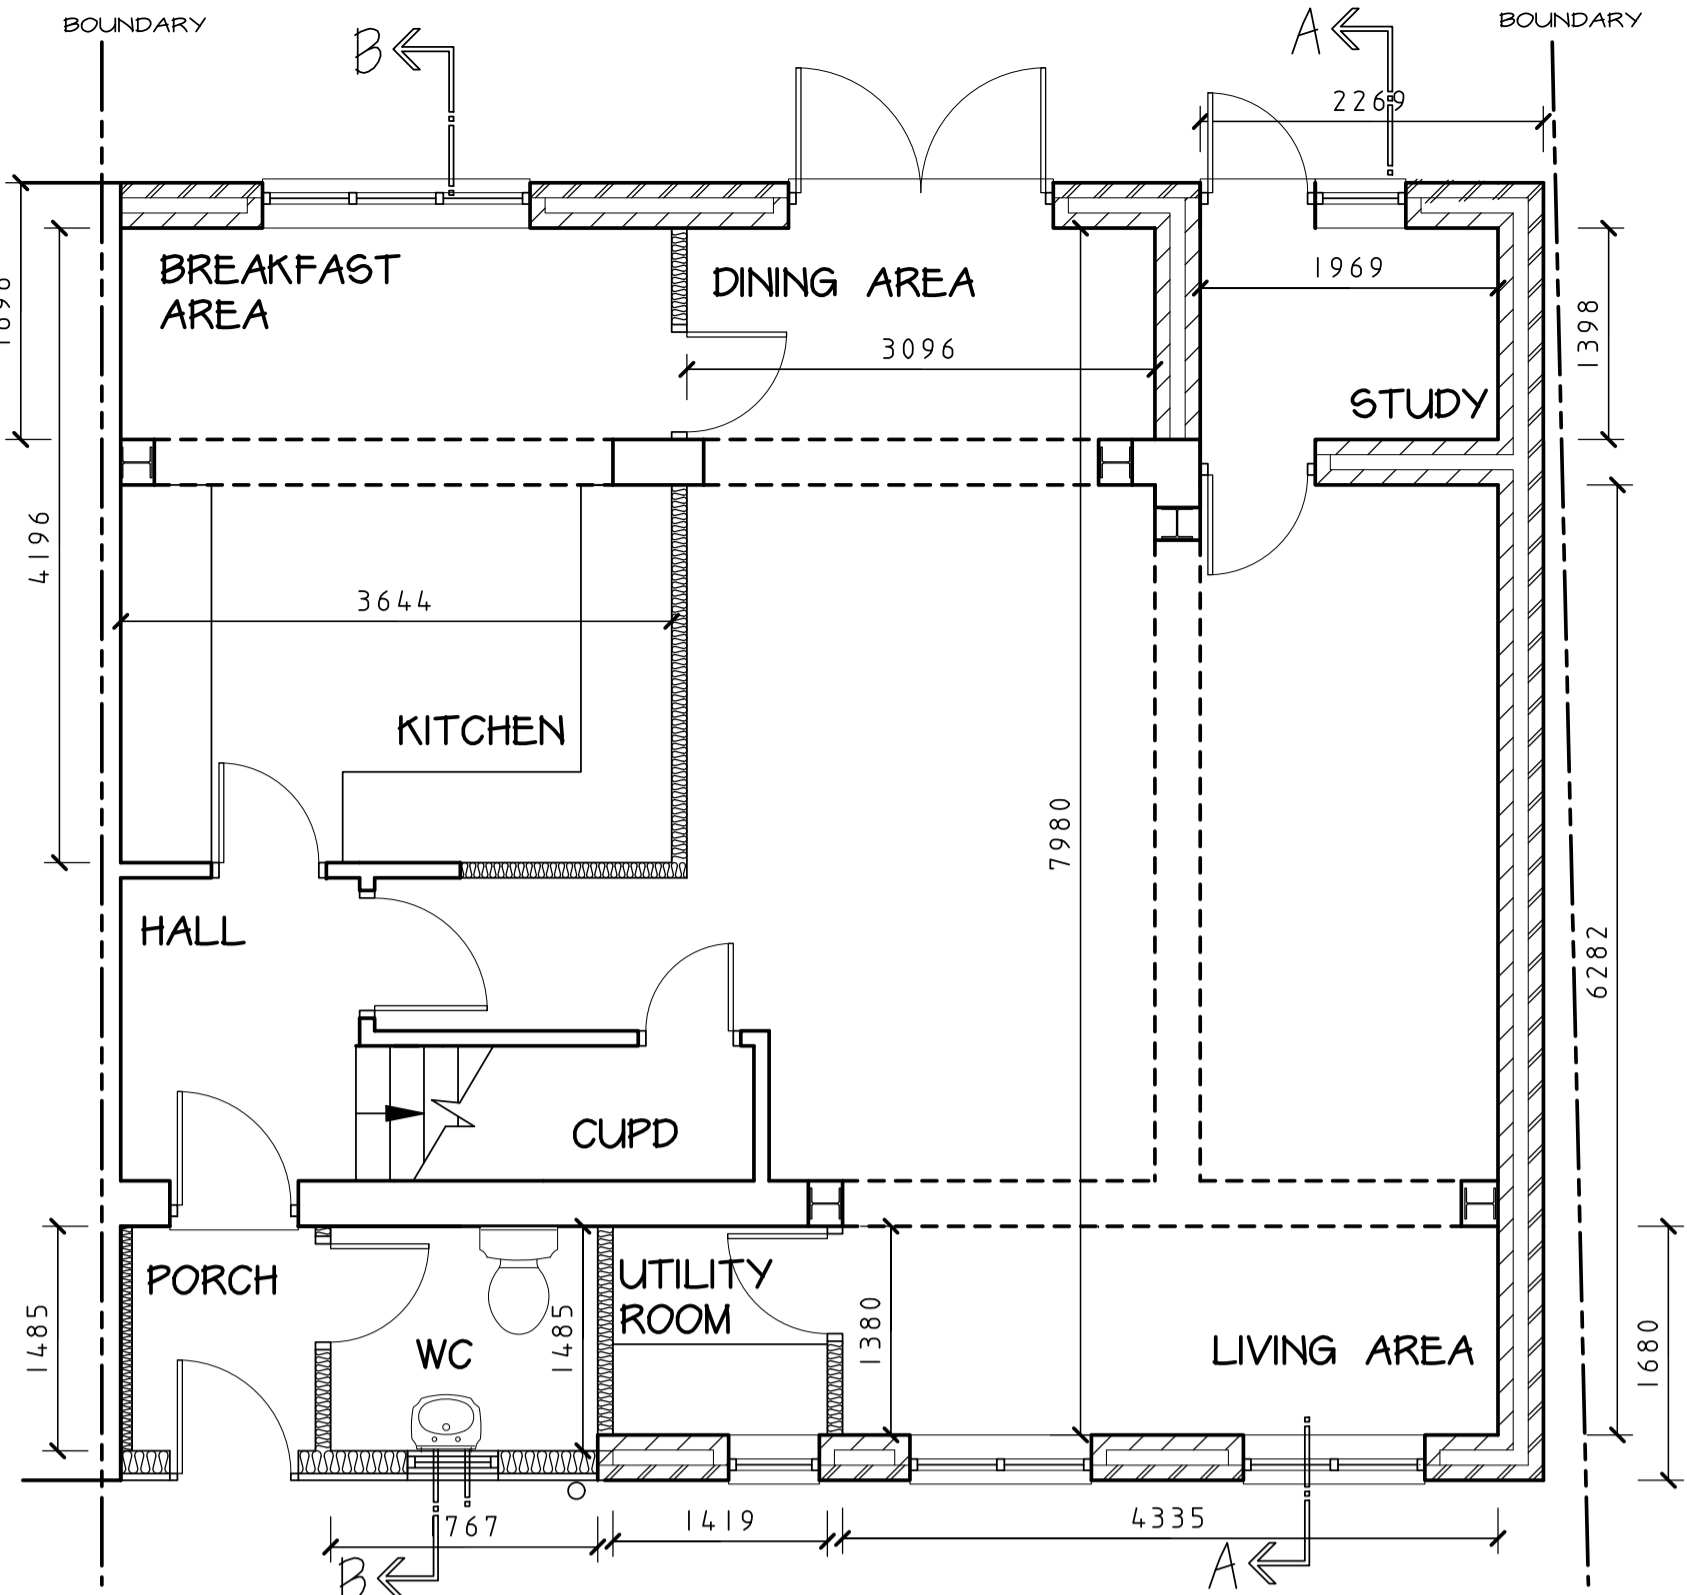 BOUNDARY
B
A
BOUNDARY
2269
BREAKFAST
AREA
DINING AREA
1969
1398
3096
STUDY
4196
3644
KITCHEN
7980
HALL
6282
CUPD
PORCH
UTILITY
ROOM
1485
WC
1485
1380
LIVING AREA
1680
767
1419
4335
B
A